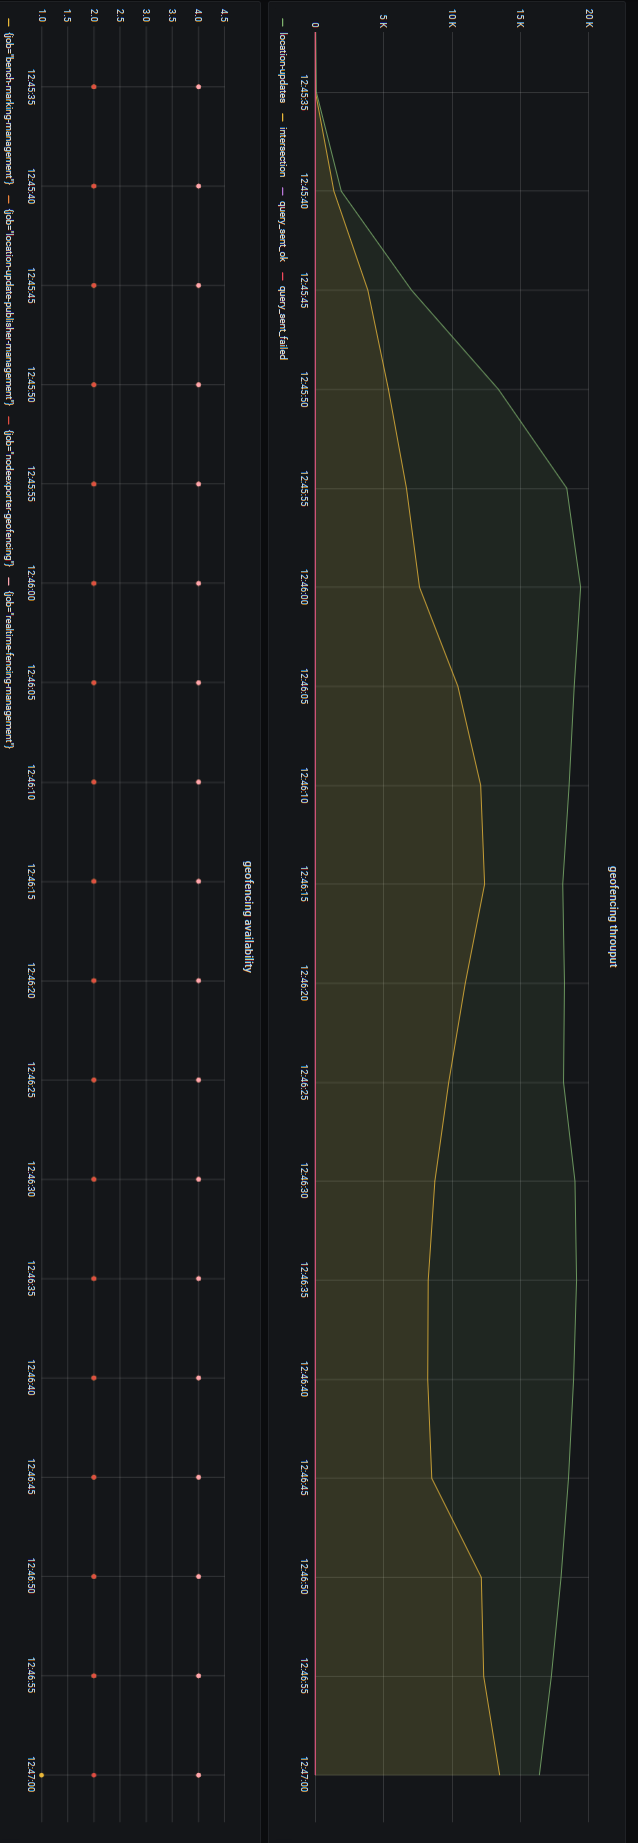 geofencing throuput
20 K
15 K
10 K
5 K
0
12:45:35 12:45:40 12:45:45 12:45:50 12:45:55 12:46:00 12:46:05 12:46:10 12:46:15 12:46:20 12:46:25 12:46:30 12:46:35 12:46:40 12:46:45 12:46:50 12:46:55 12:47:00
location-updates intersection query_sent_ok query_sent_failed
geofencing availability
4.5
4.0
3.5
3.0
2.5
2.0
1.5
1.0
12:45:35 12:45:40 12:45:45 12:45:50 12:45:55 12:46:00 12:46:05 12:46:10 12:46:15 12:46:20 12:46:25 12:46:30 12:46:35 12:46:40 12:46:45 12:46:50 12:46:55 12:47:00
{job="bench-marking-management"} {job="location-update-publisher-management"} {job="nodeexporter-geofencing"} {job="realtime-fencing-management"}